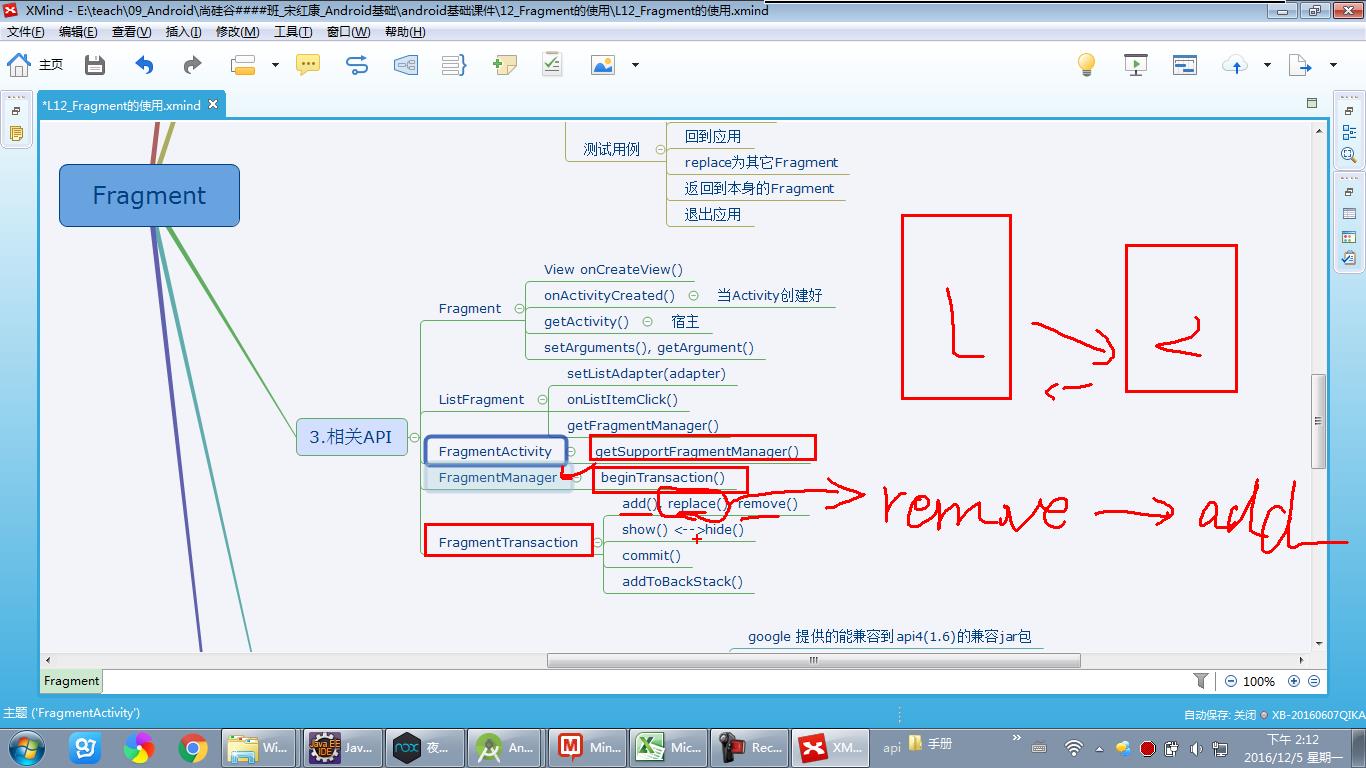 XMind - E:\teach\09_Android\尚硅谷####班_宋红康_Android基础\android基础课件\12_Fragment的使用\L12_Fragment的使用.xmind
文件(F) 编辑(E) 查看(V) 插入(I) 修改(M) 工具(T) 窗口(W) 帮助(H)
主页
*L12_Fragment的使用.xmind
回到应用
测试用例
replace为其它Fragment
返回到本身的Fragment
退出应用
Fragment
View onCreateView()
onActivityCreated() 当Activity创建好
Fragment
getActivity() 宿主
setArguments(), getArgument()
setListAdapter(adapter)
ListFragment
onListItemClick()
getFragmentManager()
3.相关API
FragmentActivity
getSupportFragmentManager()
FragmentManager
beginTransaction()
add(), replace() remove()
remove → add
FragmentTransaction
show() <-->hide()
commit()
addToBackStack()
google 提供的能兼容到 api4(1.6)的兼容jar包
Fragment
100%
主题 ('FragmentActivity')
自动保存: 关闭 XB-20160607QIKA
Wi...
Jav...
夜...
An...
Min...
Mic...
Rec...
XM...
api
手册
下午 2:12
2016/12/5 星期一